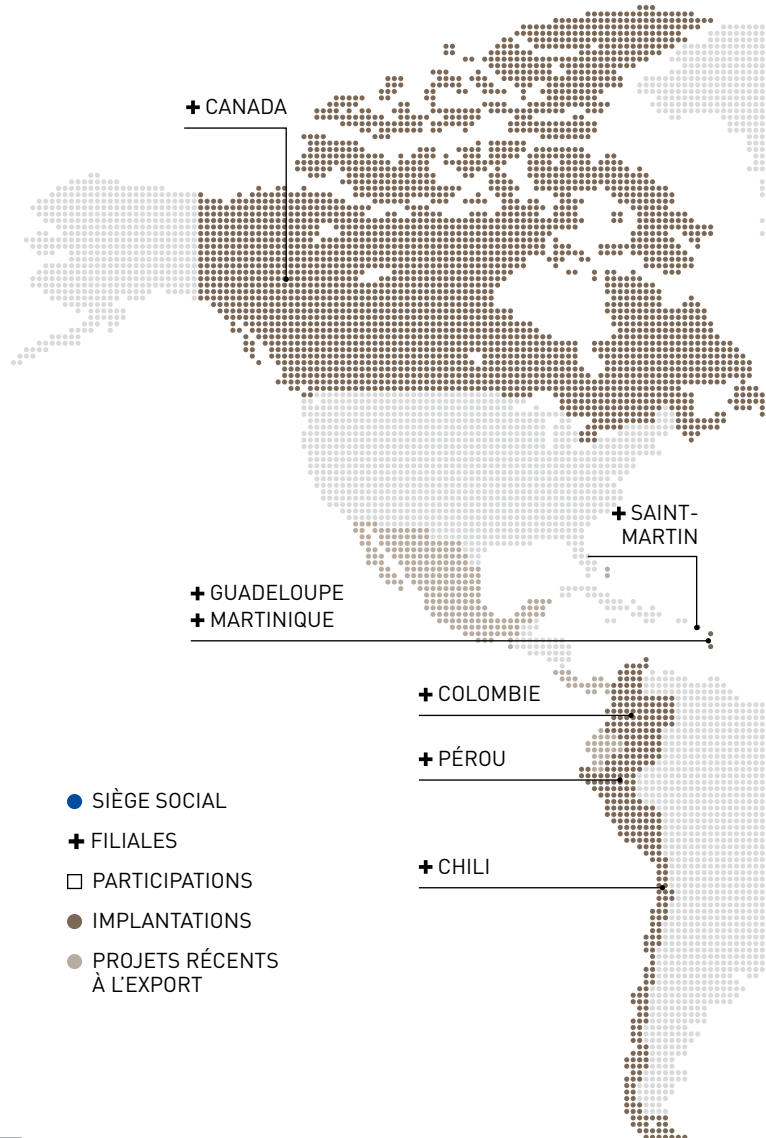 + CANADA
+ SAINT-
MARTIN
+ GUADELOUPE
+ MARTINIQUE
+ COLOMBIE
+ PÉROU
+ CHILI
SIÈGE SOCIAL
+ FILIALES
PARTICIPATIONS
IMPLANTATIONS
PROJETS RÉCENTS
À L’EXPORT